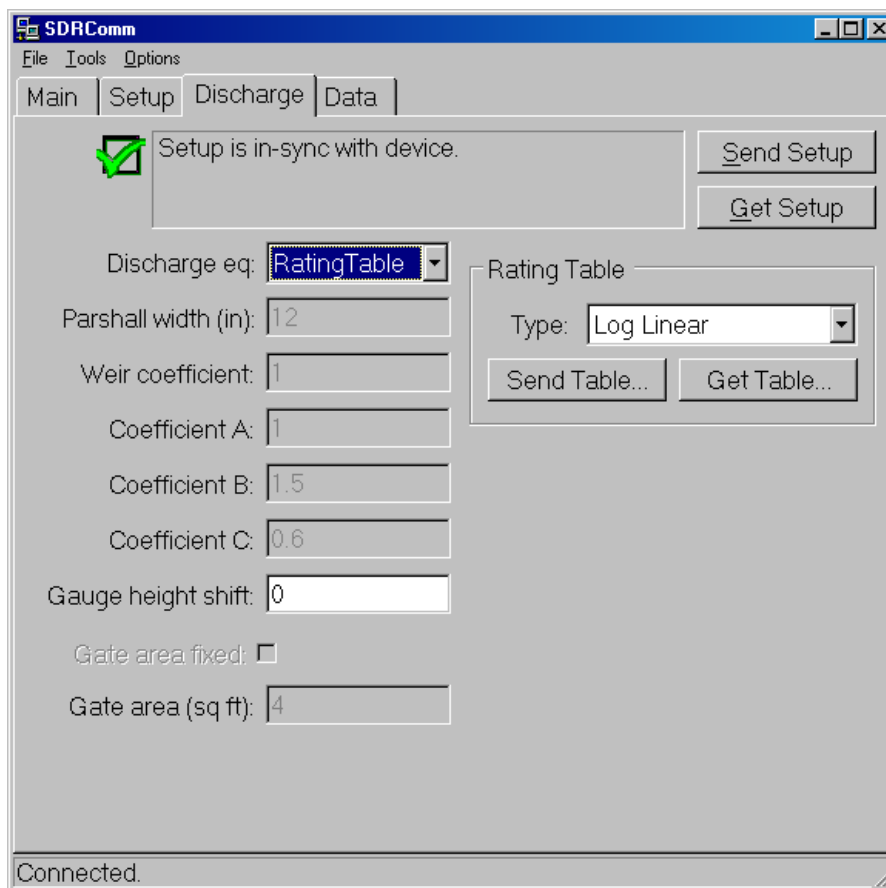 SDRComm
File Tools Options
Main Setup Discharge Data
Setup is in-sync with device.
Send Setup
Get Setup
Discharge eq: RatingTable
Parshall width (in): 12
Weir coefficient: 1
Coefficient A: 1
Coefficient B: 1.5
Coefficient C: 0.6
Gauge height shift: 0
Gate area fixed:
Gate area (sq ft): 4
Rating Table
Type: Log Linear
Send Table... Get Table...
Connected.